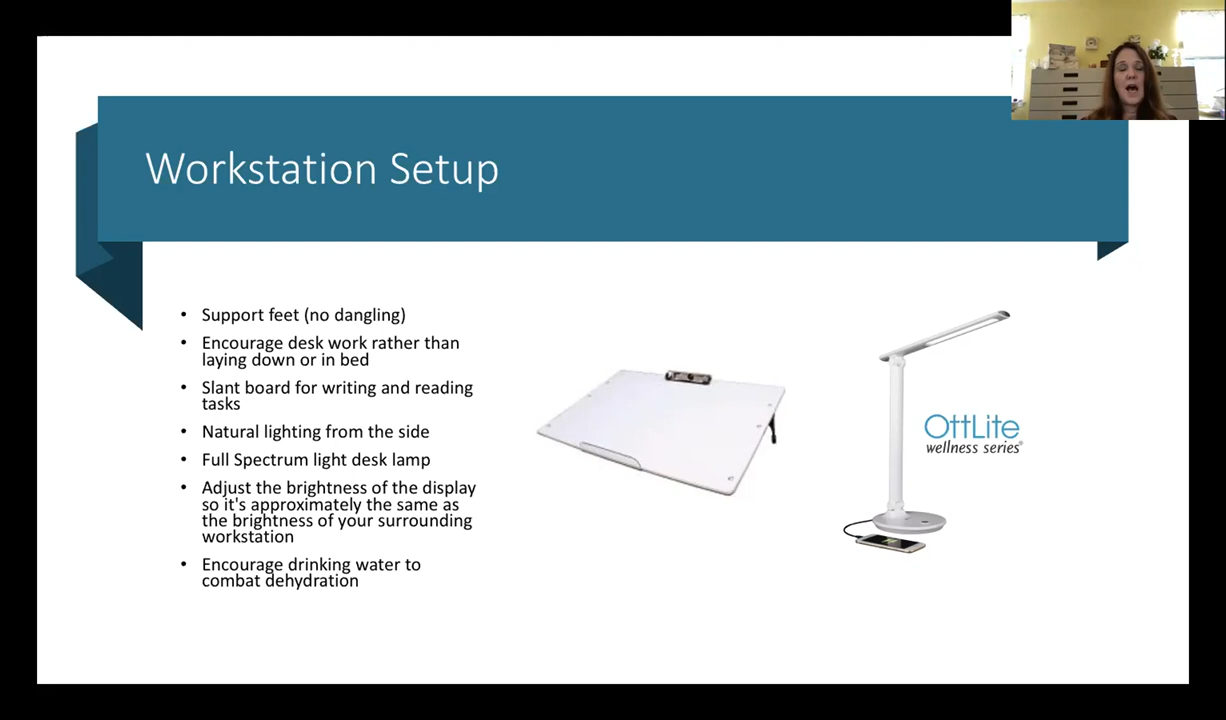 Workstation Setup
• Support feet (no dangling)
• Encourage desk work rather than
laying down or in bed
• Slant board for writing and reading
tasks
• Natural lighting from the side
• Full Spectrum light desk lamp
• Adjust the brightness of the display
so it's approximately the same as
the brightness of your surrounding
workstation
• Encourage drinking water to
combat dehydration
OttLite
wellness series®